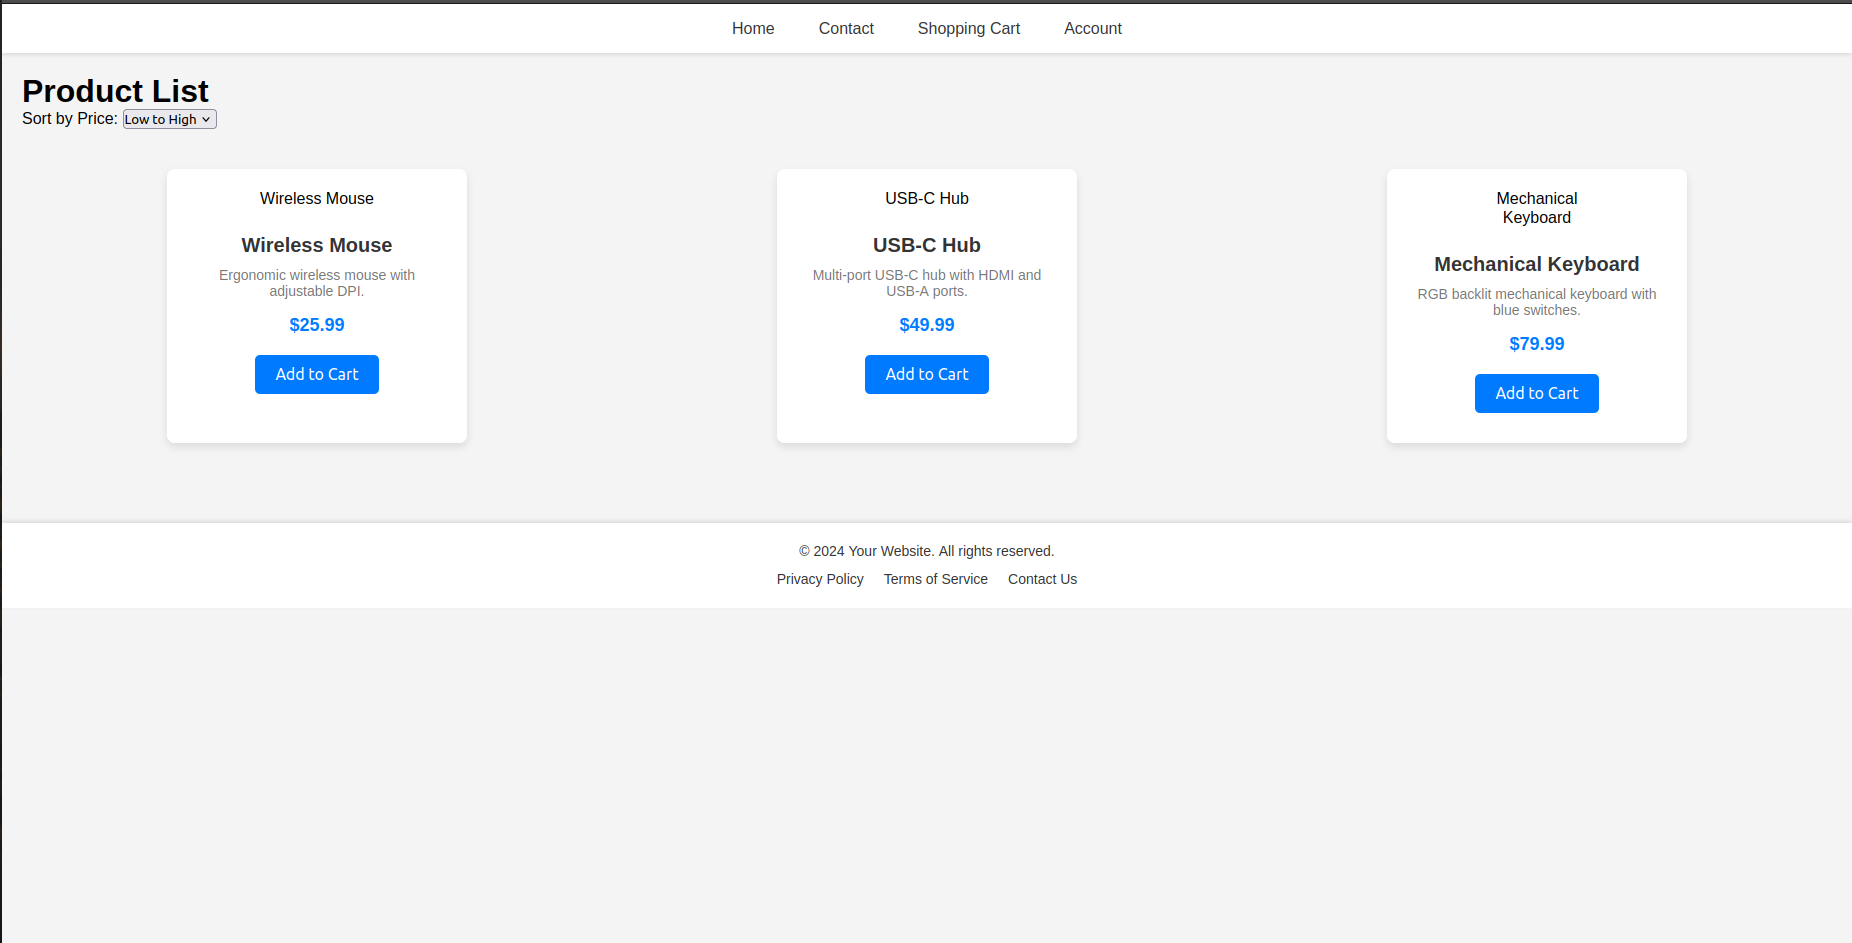 Home Contact Shopping Cart Account
Product List
Sort by Price: Low to High
Wireless Mouse
Wireless Mouse
Ergonomic wireless mouse with
adjustable DPI.
$25.99
Add to Cart
USB-C Hub
USB-C Hub
Multi-port USB-C hub with HDMI and
USB-A ports.
$49.99
Add to Cart
Mechanical
Keyboard
Mechanical Keyboard
RGB backlit mechanical keyboard with
blue switches.
$79.99
Add to Cart
© 2024 Your Website. All rights reserved.
Privacy Policy Terms of Service Contact Us